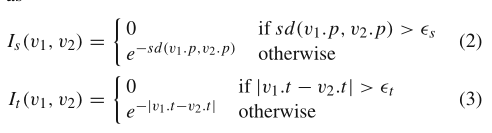 I_s(v_1, v_2) = { 0 if sd(v_1.p, v_2.p) > ϵ_s
e^{-sd(v_1.p,v_2.p)} otherwise (2)
I_t(v_1, v_2) = { 0 if |v_1.t − v_2.t| > ϵ_t
e^{-|v_1.t−v_2.t|} otherwise (3)